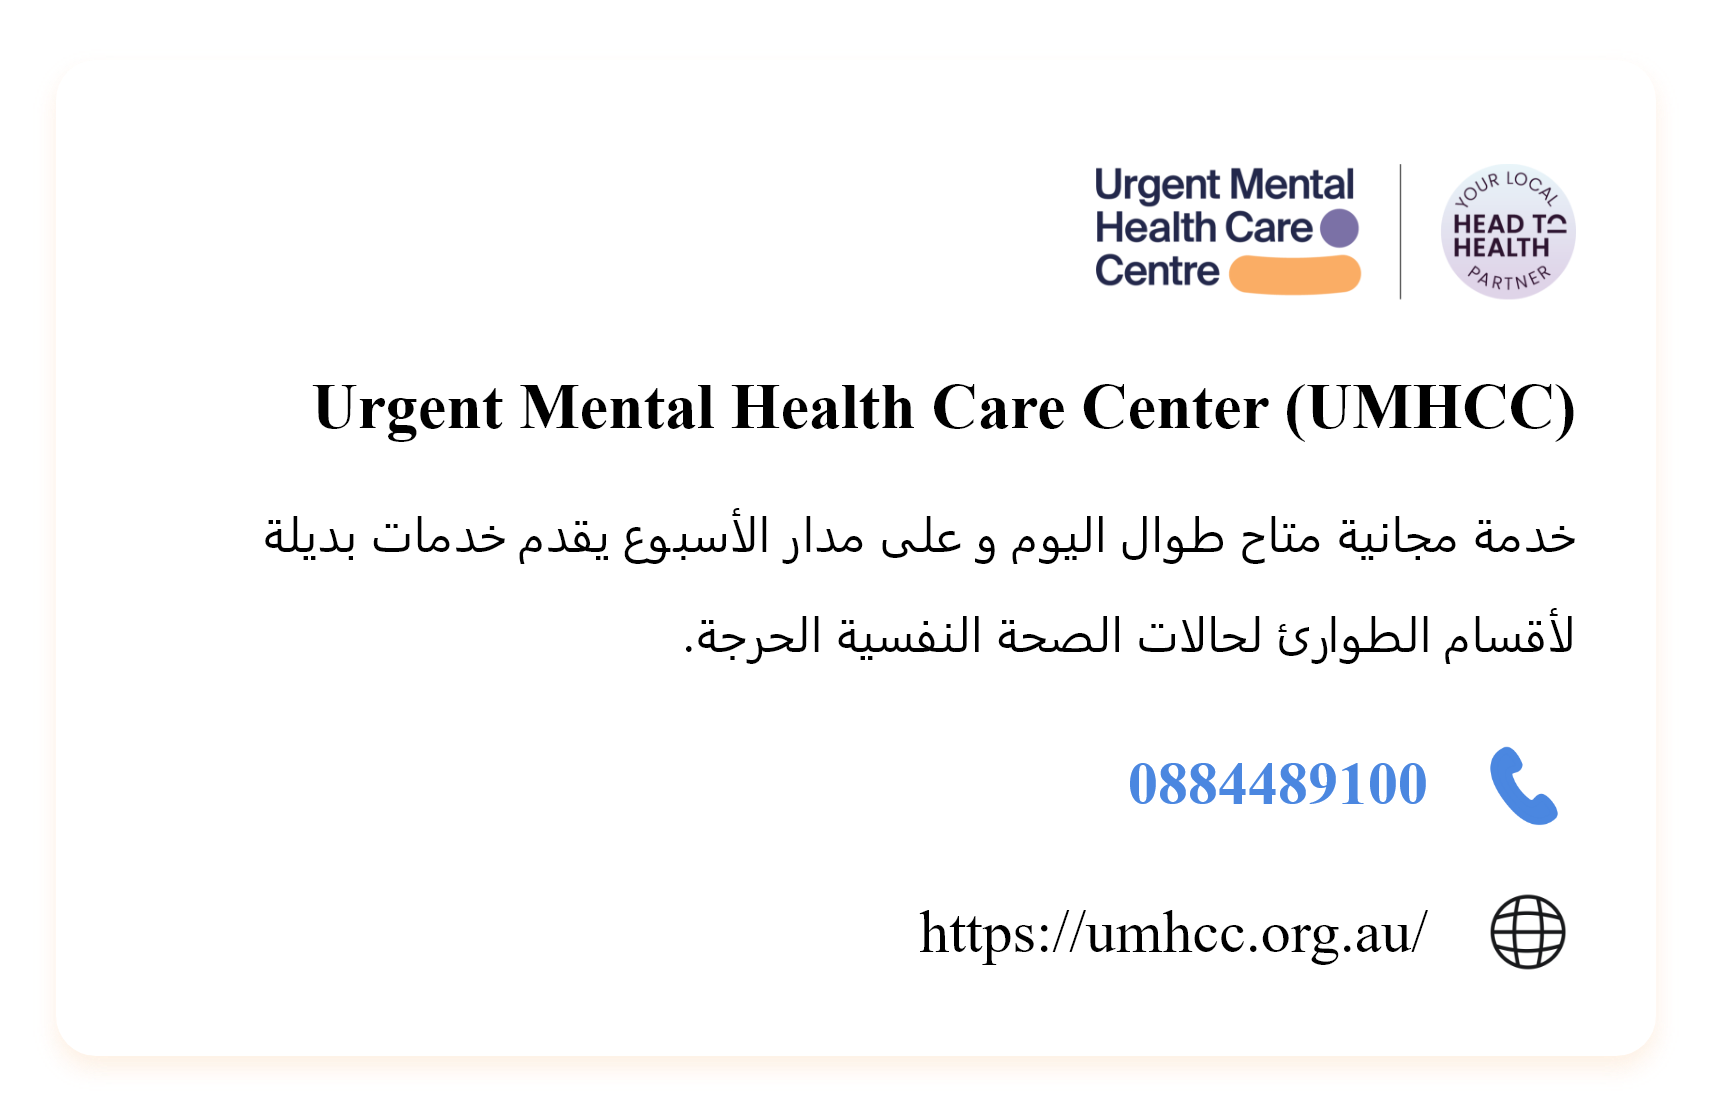 Urgent Mental
Health Care
Centre
YOUR LOCAL
HEAD TO
HEALTH
PARTNER
Urgent Mental Health Care Center (UMHCC)
خدمة مجانية متاح طوال اليوم و على مدار الأسبوع يقدم خدمات بديلة
لأقسام الطوارئ لحالات الصحة النفسية الحرجة.
0884489100
https://umhcc.org.au/